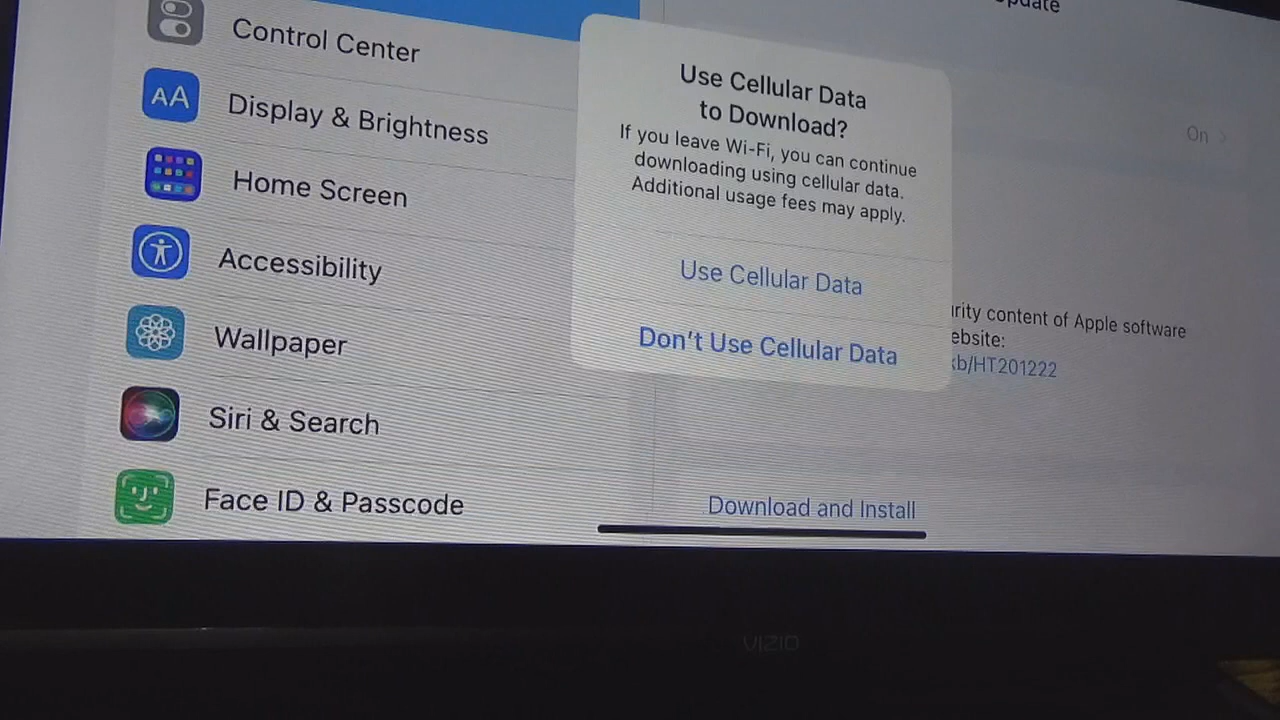 Control Center
Display & Brightness
Home Screen
Accessibility
Wallpaper
Siri & Search
Face ID & Passcode
Use Cellular Data
to Download?
If you leave Wi-Fi, you can continue
downloading using cellular data.
Additional usage fees may apply.
Use Cellular Data
Don't Use Cellular Data
On
content of Apple software
kb/HT201222
Download and Install
VIZIO